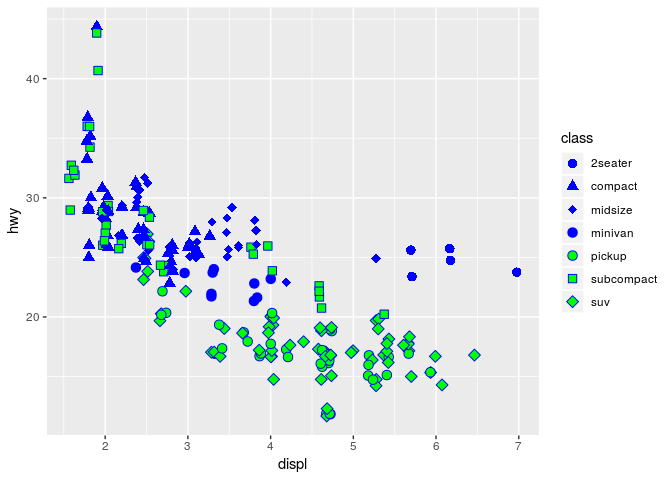 hwy
40
30
20
2
3
4
5
6
7
displ
class
2seater
compact
midsize
minivan
pickup
subcompact
suv